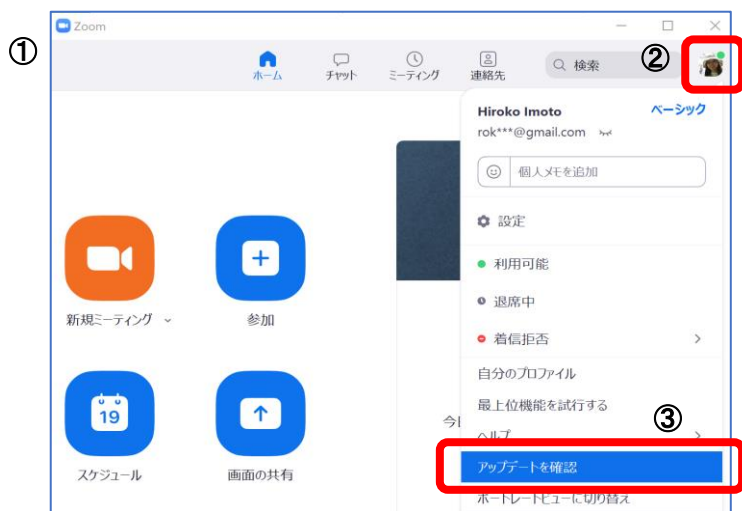 Zoom
①
ホーム
チャット
ミーティング
連絡先
検索
②
Hiroko Imoto
ベーシック
rok***@gmail.com
個人メモを追加
設定
利用可能
退席中
着信拒否
新規ミーティング
参加
自分のプロファイル
最上位機能を試行する
③
ヘルプ
アップデートを確認
ポートレートビューに切り替え
19
今日
スケジュール
画面の共有